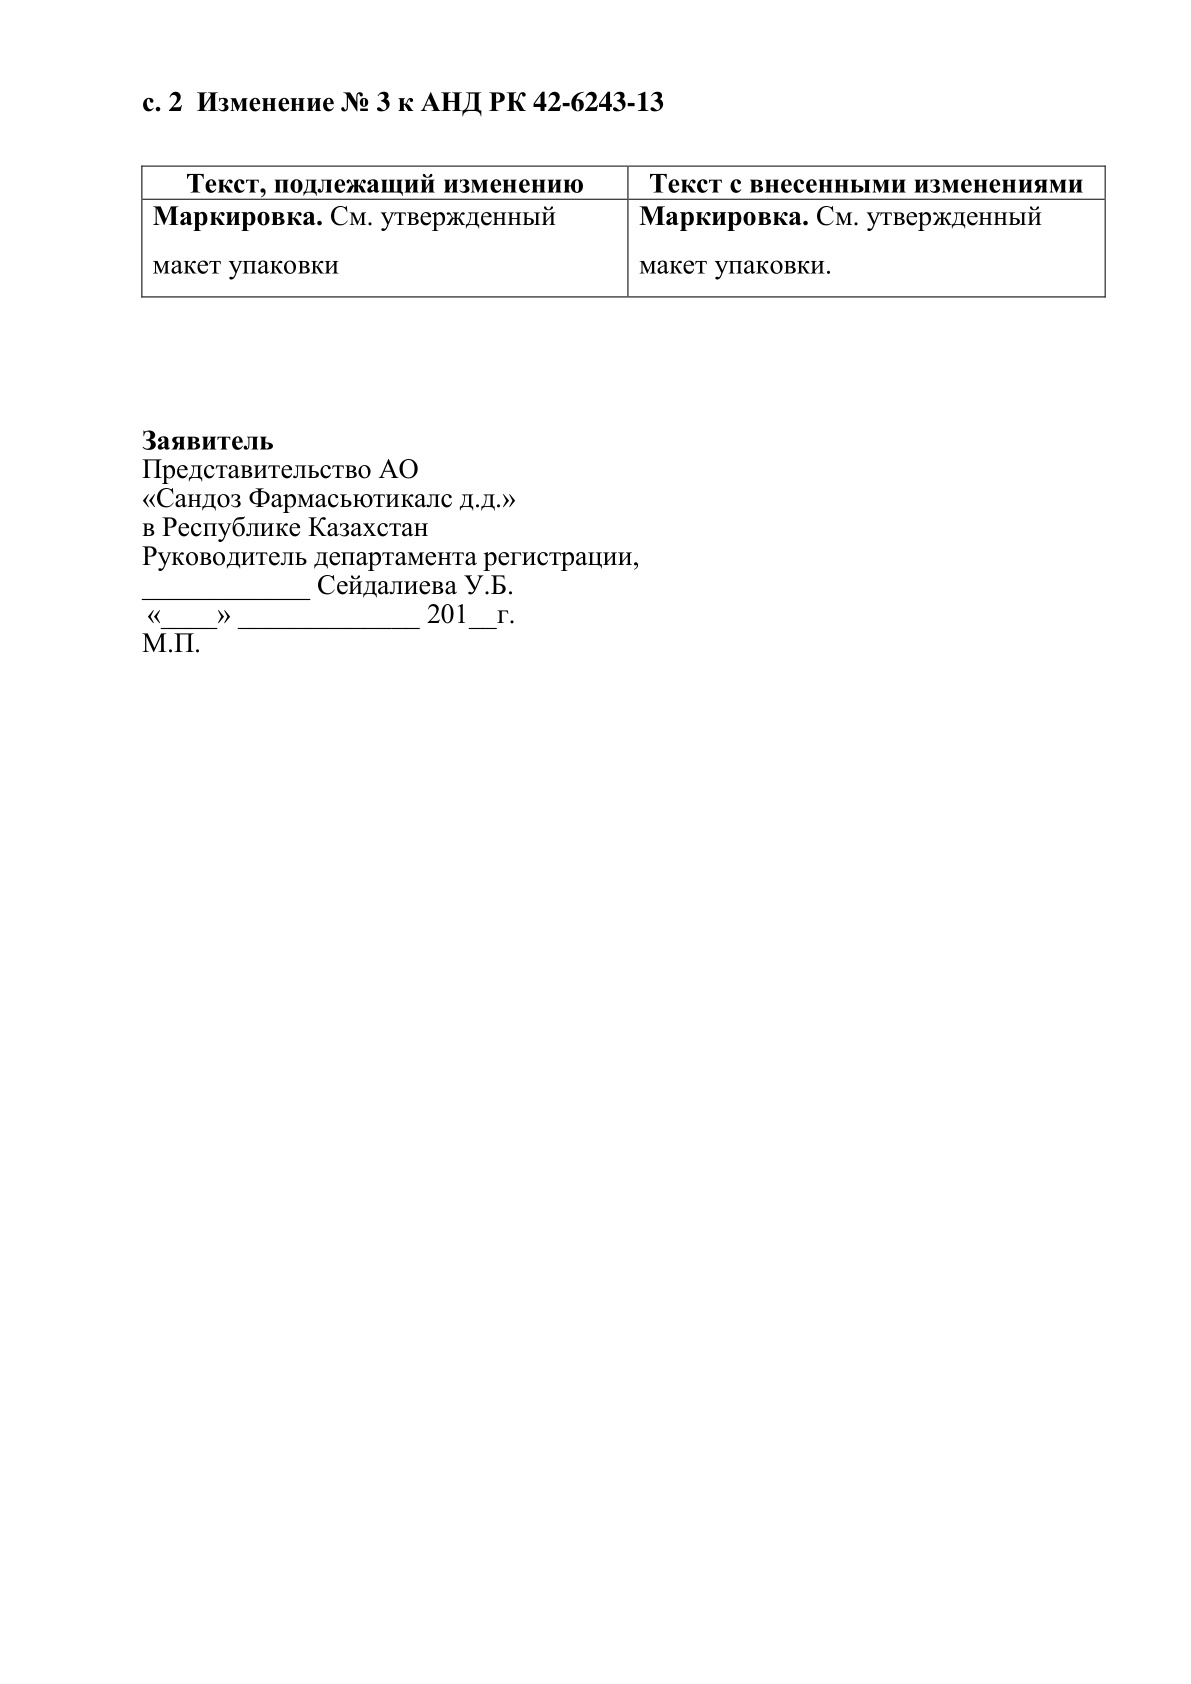 с. 2  Изменение № 3 к АНД РК 42-6243-13
Текст, подлежащий изменению
Текст с внесенными изменениями
Маркировка. См. утвержденный
макет упаковки
Маркировка. См. утвержденный
макет упаковки.
Заявитель
Представительство АО
«Сандоз Фармасьютикалс д.д.»
в Республике Казахстан
Руководитель департамента регистрации,
____________ Сейдалиева У.Б.
«____» _____________ 201__г.
М.П.